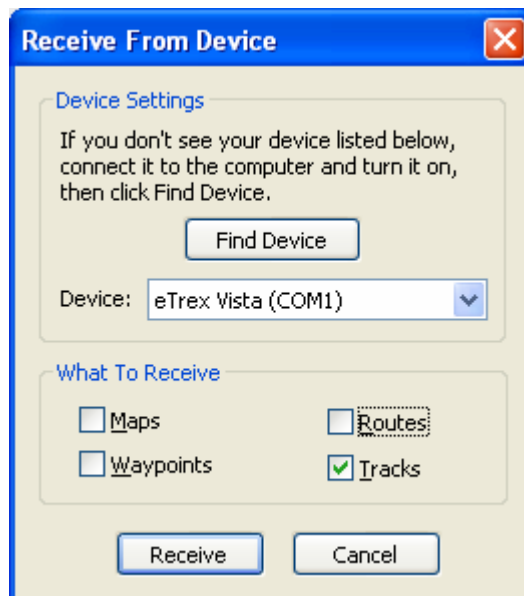 Receive From Device
Device Settings
If you don't see your device listed below,
connect it to the computer and turn it on,
then click Find Device.
Find Device
Device: eTrex Vista (COM1)
What To Receive
Maps Routes
Waypoints Tracks
Receive Cancel